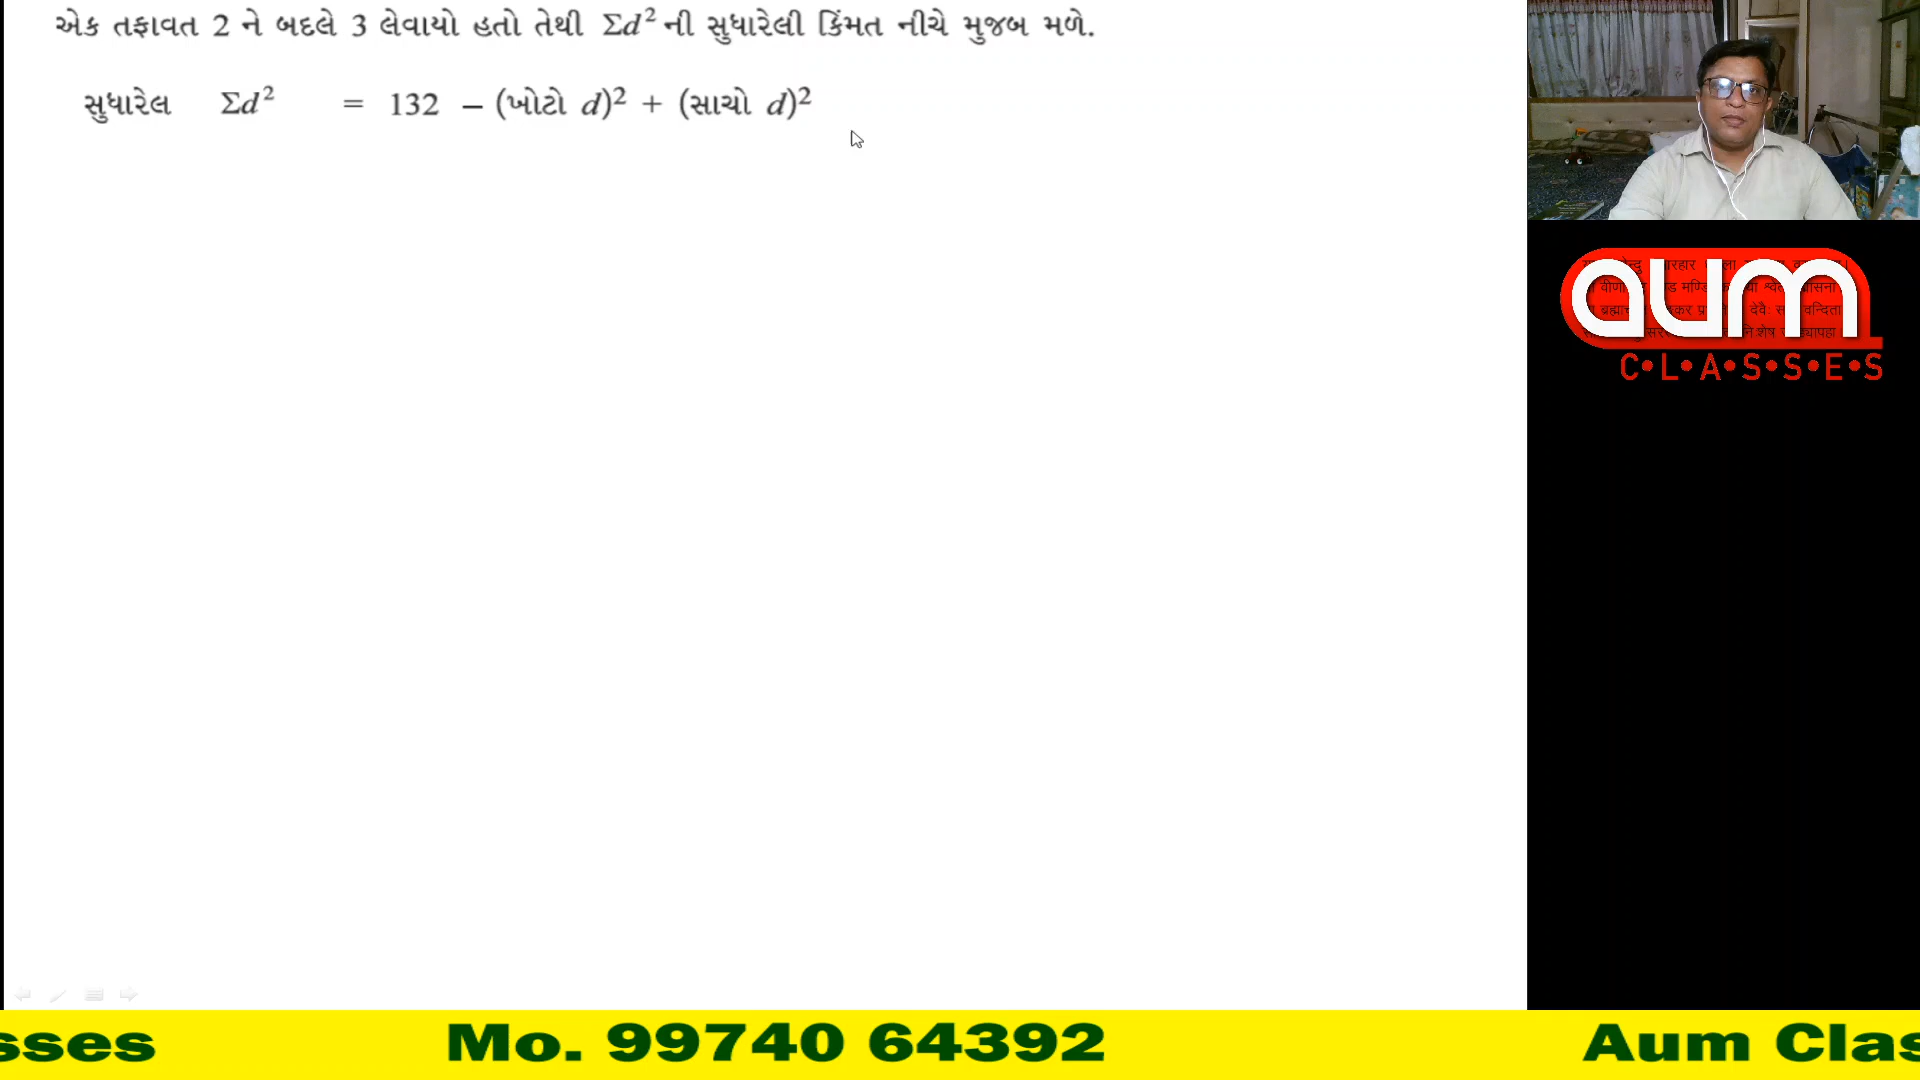 એક તફાવત 2 ને બદલે 3 લેવાયો હતો તેથી Σd² ની સુધારેલી કિંમત નીચે મુજબ મળે.
સુધારેલ Σd² = 132 – (ખોટો d)² + (સાચો d)²
aum
C•L•A•S•S•E•S
sses Mo. 99740 64392 Aum Clas